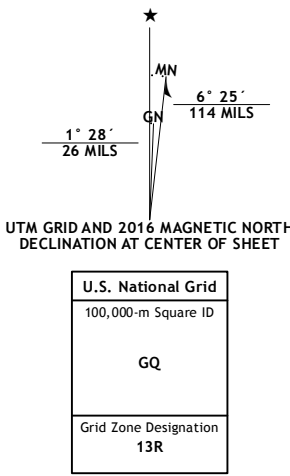 ★
MN
GN
6° 25´
114 MILS
1° 28´
26 MILS
UTM GRID AND 2016 MAGNETIC NORTH
DECLINATION AT CENTER OF SHEET
U.S. National Grid
100,000-m Square ID
GQ
Grid Zone Designation
13R